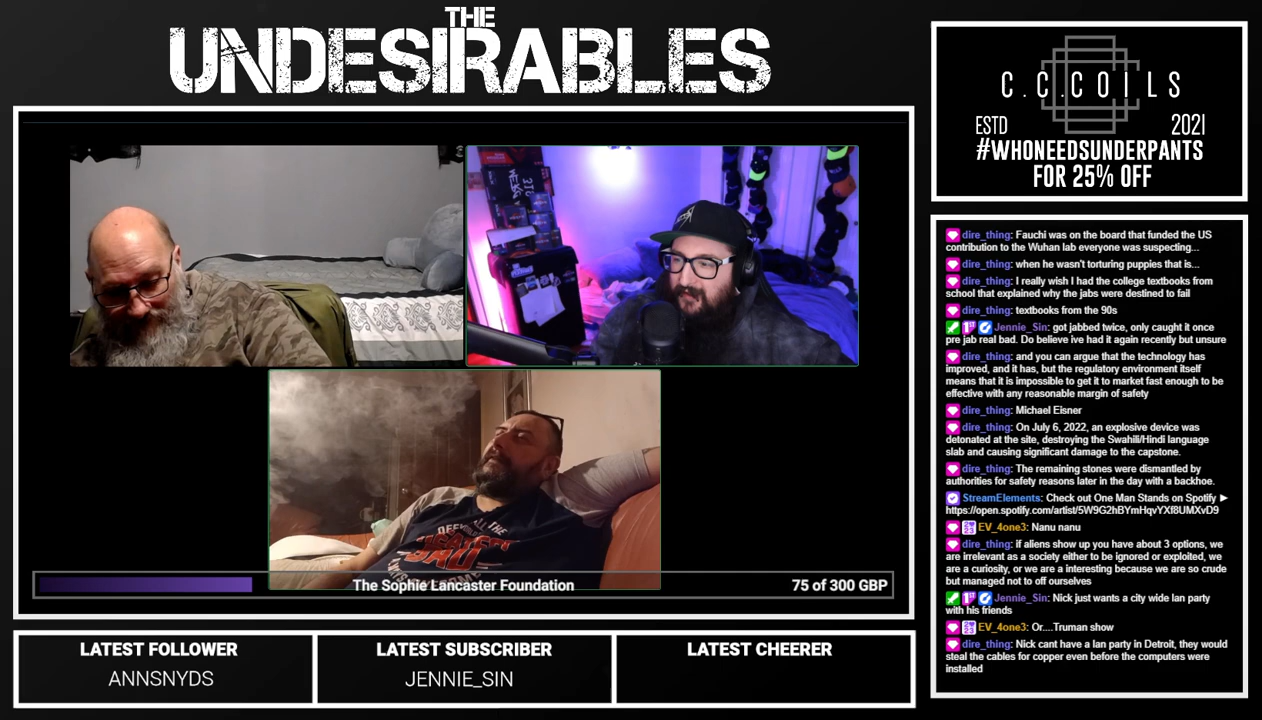 THE
UNDESIRABLES
C.C.COILS
ESTD 2021
#WHONEEDSUNDERPANTS
FOR 25% OFF
DEFY ALL THE
The Sophie Lancaster Foundation 75 of 300 GBP
LATEST FOLLOWER
ANNSNYDS
LATEST SUBSCRIBER
JENNIE_SIN
LATEST CHEERER
dire_thing: Fauchi was on the board that funded the US
contribution to the Wuhan lab everyone was suspecting...
dire_thing: when he wasn't torturing puppies that is...
dire_thing: I really wish I had the college textbooks from
school that explained why the jabs were destined to fail
dire_thing: textbooks from the 90s
Jennie_Sin: got jabbed twice, only caught it once
pre jab real bad. Do believe ive had it again recently but unsure
dire_thing: and you can argue that the technology has
improved, and it has, but the regulatory environment itself
means that it is impossible to get it to market fast enough to be
effective with any reasonable margin of safety
dire_thing: Michael Eisner
dire_thing: On July 6, 2022, an explosive device was
detonated at the site, destroying the Swahili/Hindi language
slab and causing significant damage to the capstone.
dire_thing: The remaining stones were dismantled by
authorities for safety reasons later in the day with a backhoe.
StreamElements: Check out One Man Stands on Spotify ►
https://open.spotify.com/artist/5W9G2hBYmHqvYXf8UMXvD9
EV_4one3: Nanu nanu
dire_thing: if aliens show up you have about 3 options, we
are irrelevant as a society either to be ignored or exploited, we
are a curiosity, or we are a interesting because we are so crude
but managed not to off ourselves
Jennie_Sin: Nick just wants a city wide lan party
with his friends
EV_4one3: Or....Truman show
dire_thing: Nick cant have a lan party in Detroit, they would
steal the cables for copper even before the computers were
installed